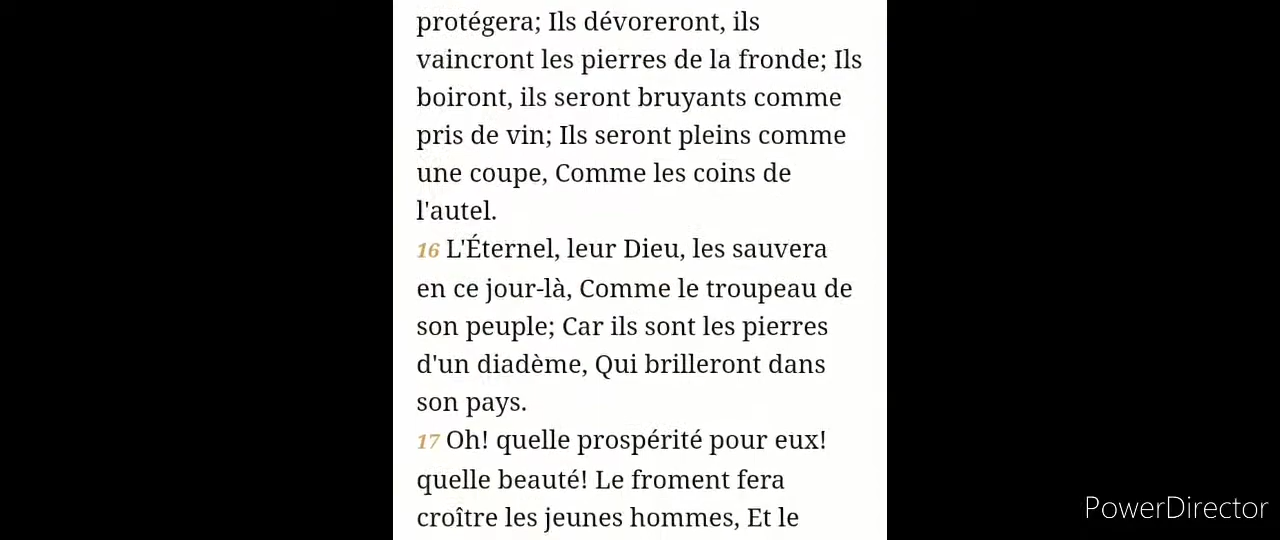 protégera; Ils dévoreront, ils
vaincront les pierres de la fronde; Ils
boiront, ils seront bruyants comme
pris de vin; Ils seront pleins comme
une coupe, Comme les coins de
l'autel.
16 L'Éternel, leur Dieu, les sauvera
en ce jour-là, Comme le troupeau de
son peuple; Car ils sont les pierres
d'un diadème, Qui brilleront dans
son pays.
17 Oh! quelle prospérité pour eux!
quelle beauté! Le froment fera
croître les jeunes hommes, Et le
PowerDirector